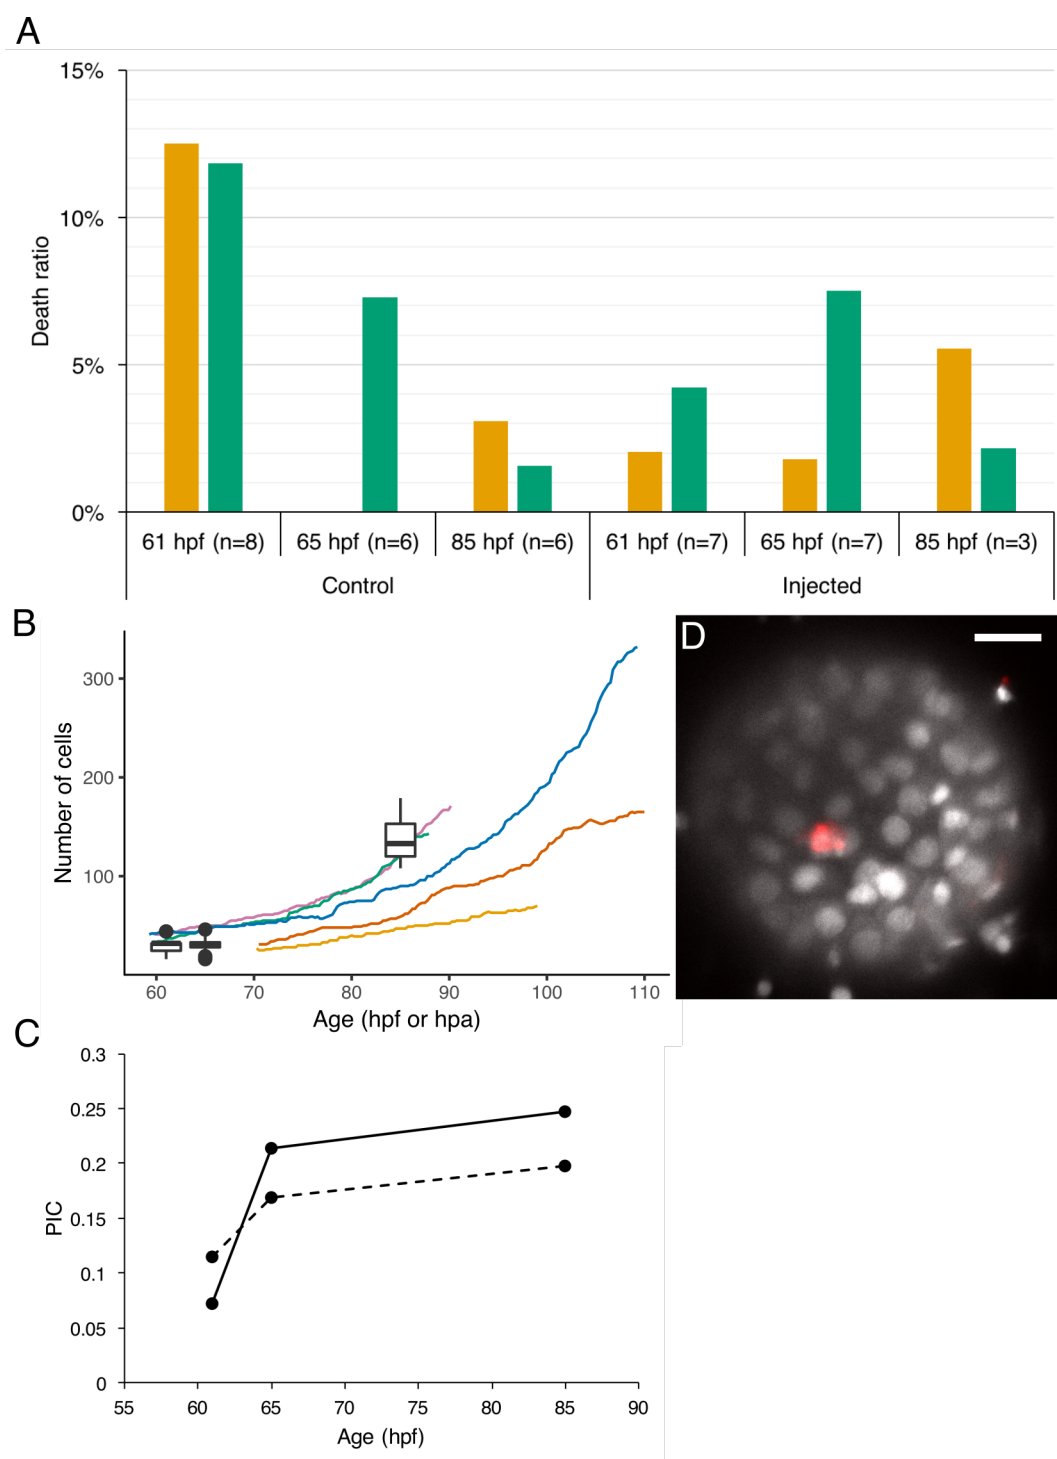 A
15%
10%
5%
0%
Death ratio
61 hpf (n=8)
65 hpf (n=6)
85 hpf (n=6)
61 hpf (n=7)
65 hpf (n=7)
85 hpf (n=3)
Control
Injected
B
300
200
100
Number of cells
60
70
80
90
100
110
Age (hpf or hpa)
D
C
0.3
0.25
0.2
0.15
0.1
0.05
0
PIC
55
60
65
70
75
80
85
90
Age (hpf)